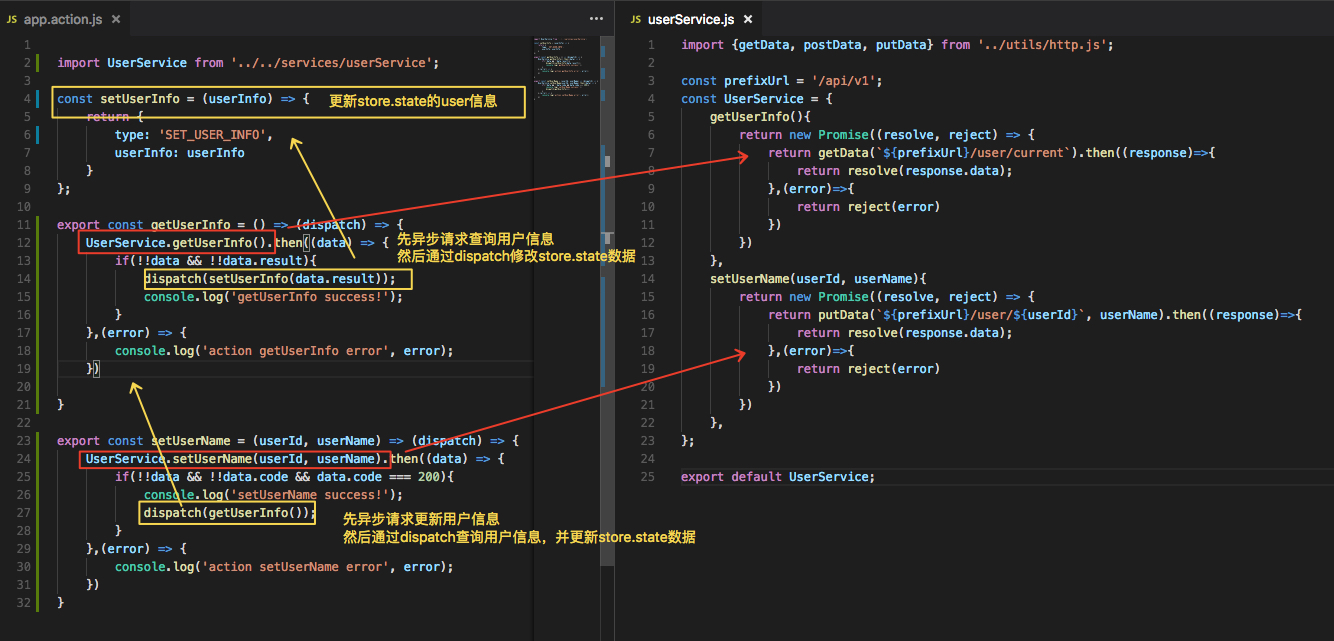 JS app.action.js ×
...
1
2 import UserService from '../../services/userService';
3
4 const setUserInfo = (userInfo) => { 更新store.state的user信息
5 return {
6 type: 'SET_USER_INFO',
7 userInfo: userInfo
8 }
9 };
10
11 export const getUserInfo = () => (dispatch) => {
12 UserService.getUserInfo().then((data) => { 先异步请求查询用户信息
然后通过dispatch修改store.state数据
13 if(!!data && !!data.result){
14 dispatch(setUserInfo(data.result));
15 console.log('getUserInfo success!');
16 }
17 },(error) => {
18 console.log('action getUserInfo error', error);
19 })
20
21 }
22
23 export const setUserName = (userId, userName) => (dispatch) => {
24 UserService.setUserName(userId, userName).then((data) => {
25 if(!!data && !!data.code && data.code === 200){
26 console.log('setUserName success!');
27 dispatch(getUserInfo());
先异步请求更新用户信息
然后通过dispatch查询用户信息，并更新store.state数据
28 }
29 },(error) => {
30 console.log('action setUserName error', error);
31 })
32 }
JS userService.js ×
1 import {getData, postData, putData} from '../utils/http.js';
2
3 const prefixUrl = '/api/v1';
4 const UserService = {
5 getUserInfo(){
6 return new Promise((resolve, reject) => {
7 return getData(`${prefixUrl}/user/current`).then((response)=>{
8 return resolve(response.data);
9 },(error)=>{
10 return reject(error)
11 })
12 })
13 },
14 setUserName(userId, userName){
15 return new Promise((resolve, reject) => {
16 return putData(`${prefixUrl}/user/${userId}`, userName).then((response)=>{
17 return resolve(response.data);
18 },(error)=>{
19 return reject(error)
20 })
21 })
22 },
23 };
24
25 export default UserService;